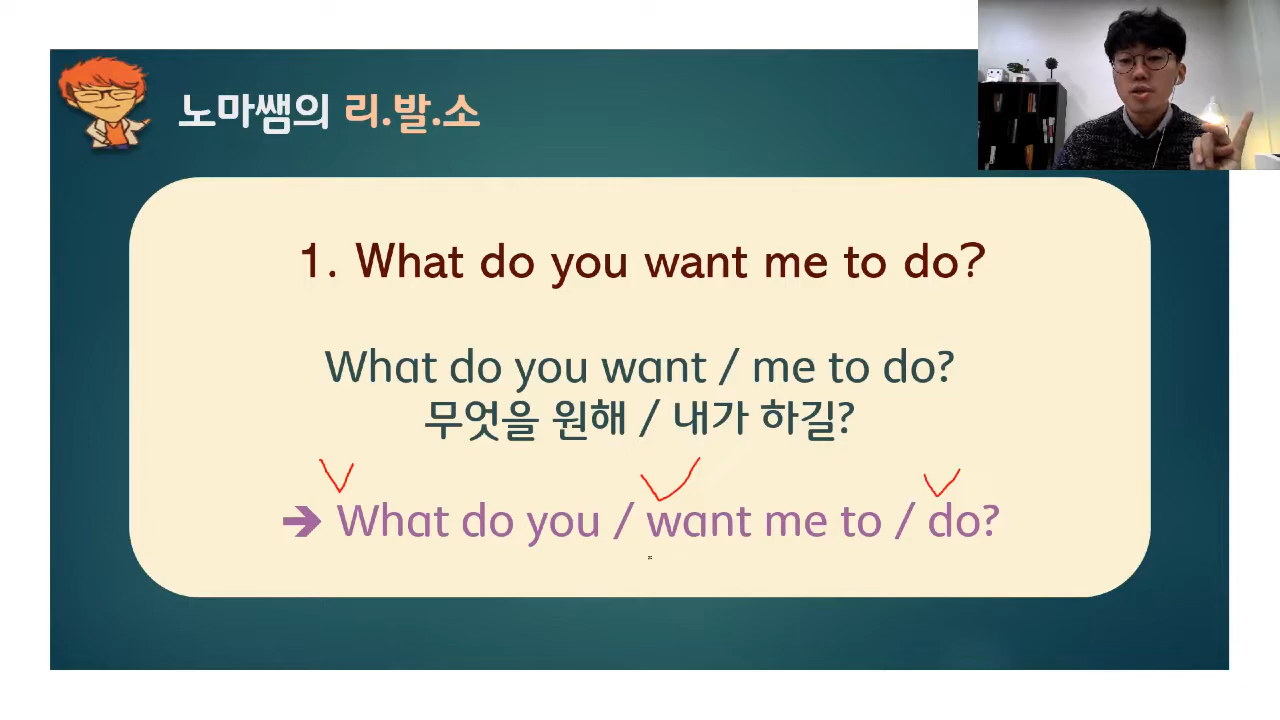 노마쌤의 리.발.소
1. What do you want me to do?
What do you want / me to do?
무엇을 원해 / 내가 하길?
➔ What do you / want me to / do?